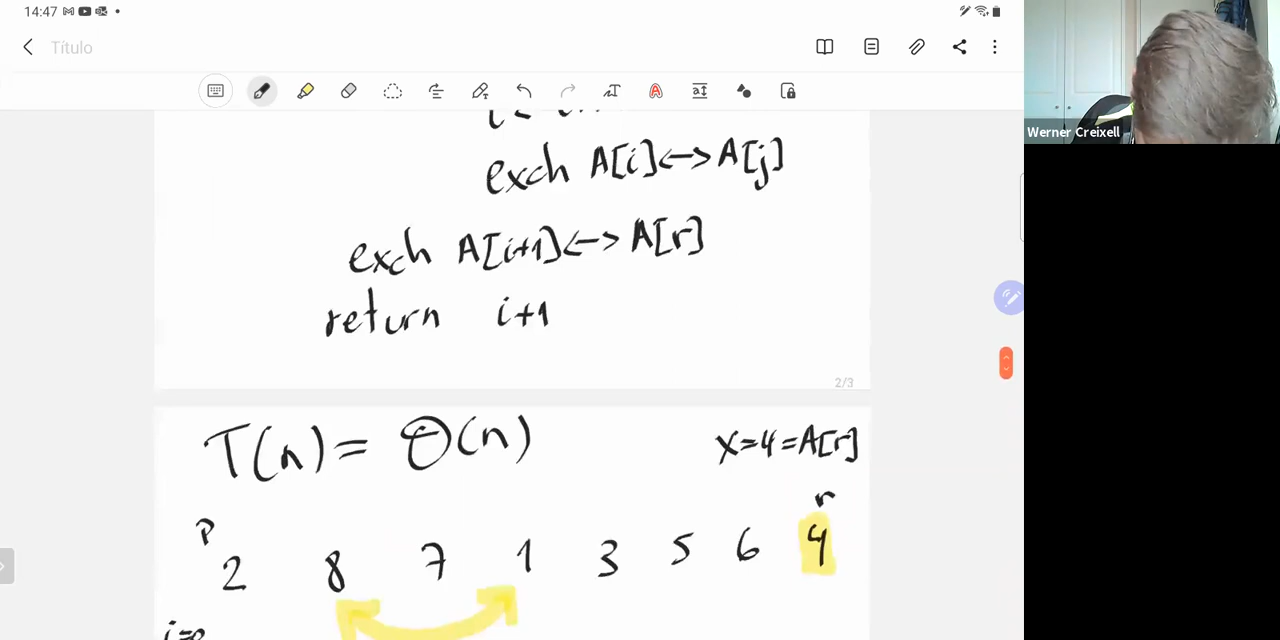 14:47
Título
Werner Creixell
exch A[i]<->A[j]
exch A[i+1]<->A[r]
return i+1
2/3
T(n)= Θ(n)
x=4=A[r]
p r
2 8 7 1 3 5 6 4
i=0